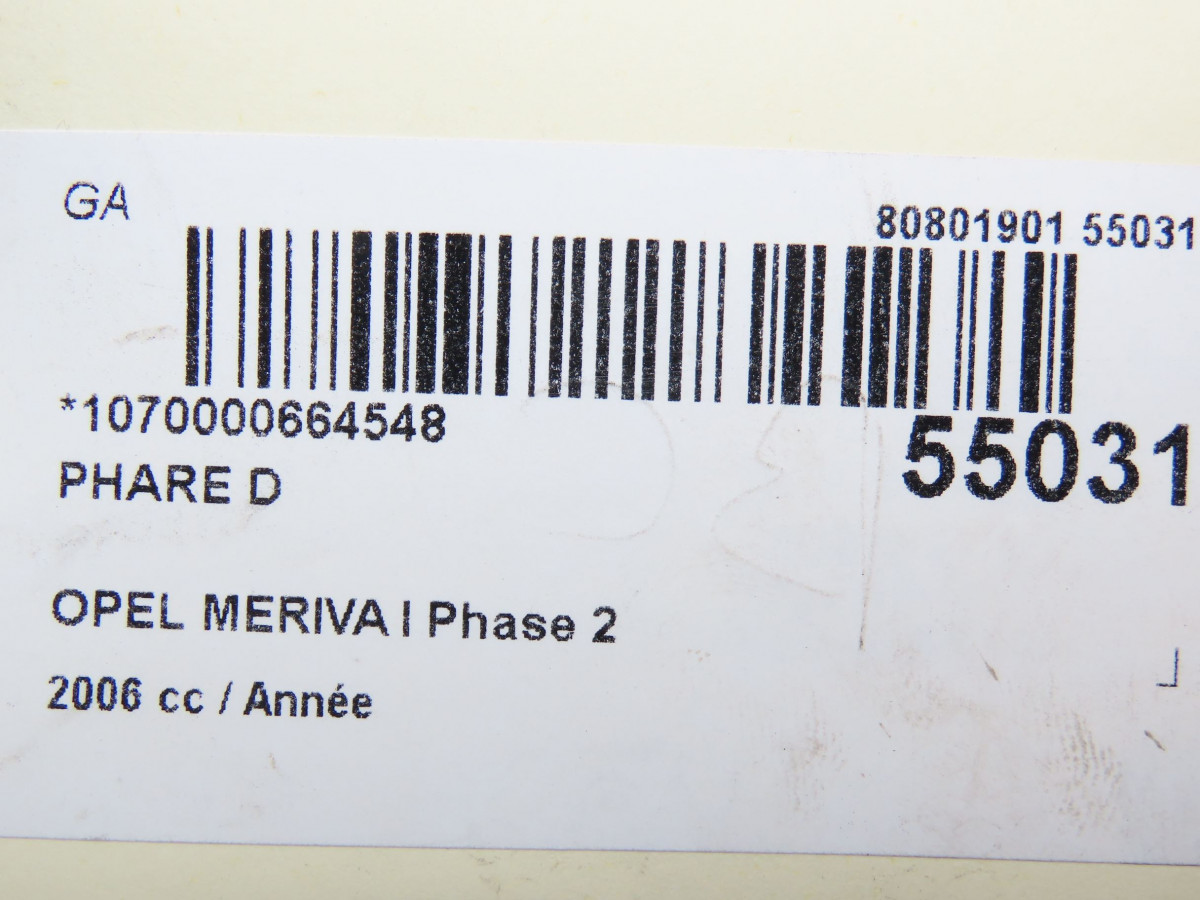 GA
80801901 55031
*1070000664548
55031
PHARE D
OPEL MERIVA I Phase 2
2006 cc / Année